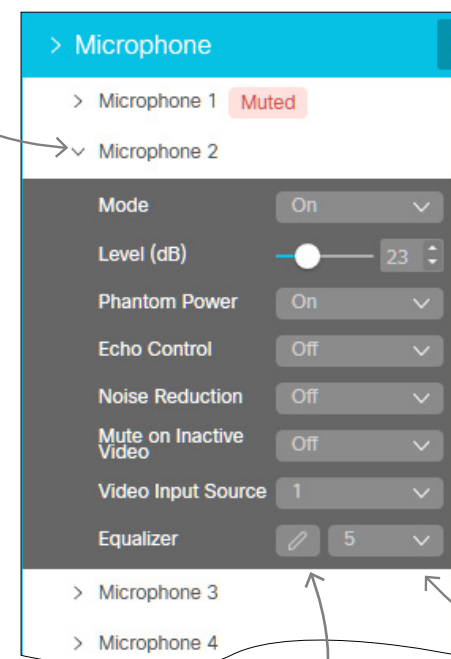 Microphone
Microphone 1 Muted
Microphone 2
Mode On
Level (dB) 23
Phantom Power On
Echo Control Off
Noise Reduction Off
Mute on Inactive
Video Off
Video Input Source 1
Equalizer 5
Microphone 3
Microphone 4